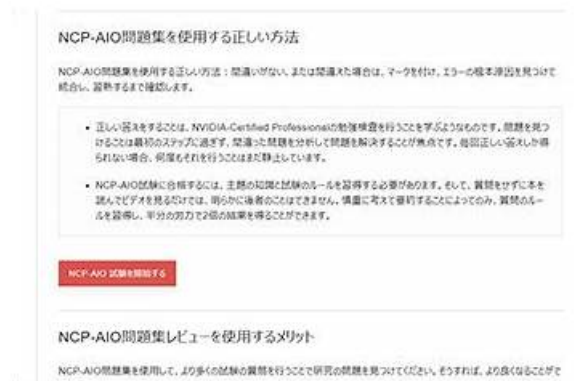 NCP-AIO問題集を使用する正しい方法
NCP-AIO問題集を使用する正しい方法：間違いがない、または間違えた場合は、マークを付け、エラーの根本原因を見つけて
統合し、習熟するまで確認します。
正しい答えをすることは、NVIDIA-Certified Professionalの勉強検査を行うことを学ぶようなものです。問題を見つ
けることは最初のステップに過ぎず、間違った問題を分析して問題を解決することが焦点です。毎回正しい答えしか得
られない場合、何度もそれを行うことはまだ静止しています。
NCP-AIO試験に合格するには、主題の知識と試験のルールを習得する必要があります。そして、質問をせずに本を
読んでビデオを見るだけでは、明らかに後者のことはできません。慎重に考えて要約することによってのみ、質問のルー
ルを習得し、半分の労力で2倍の結果を得ることができます。
NCP-AIO 試験を開始する
NCP-AIO問題集レビューを使用するメリット
NCP-AIO問題集を使用して、より多くの試験の質問を行うことで研究の問題を見つけてください。そうすれば、より良くなることがで